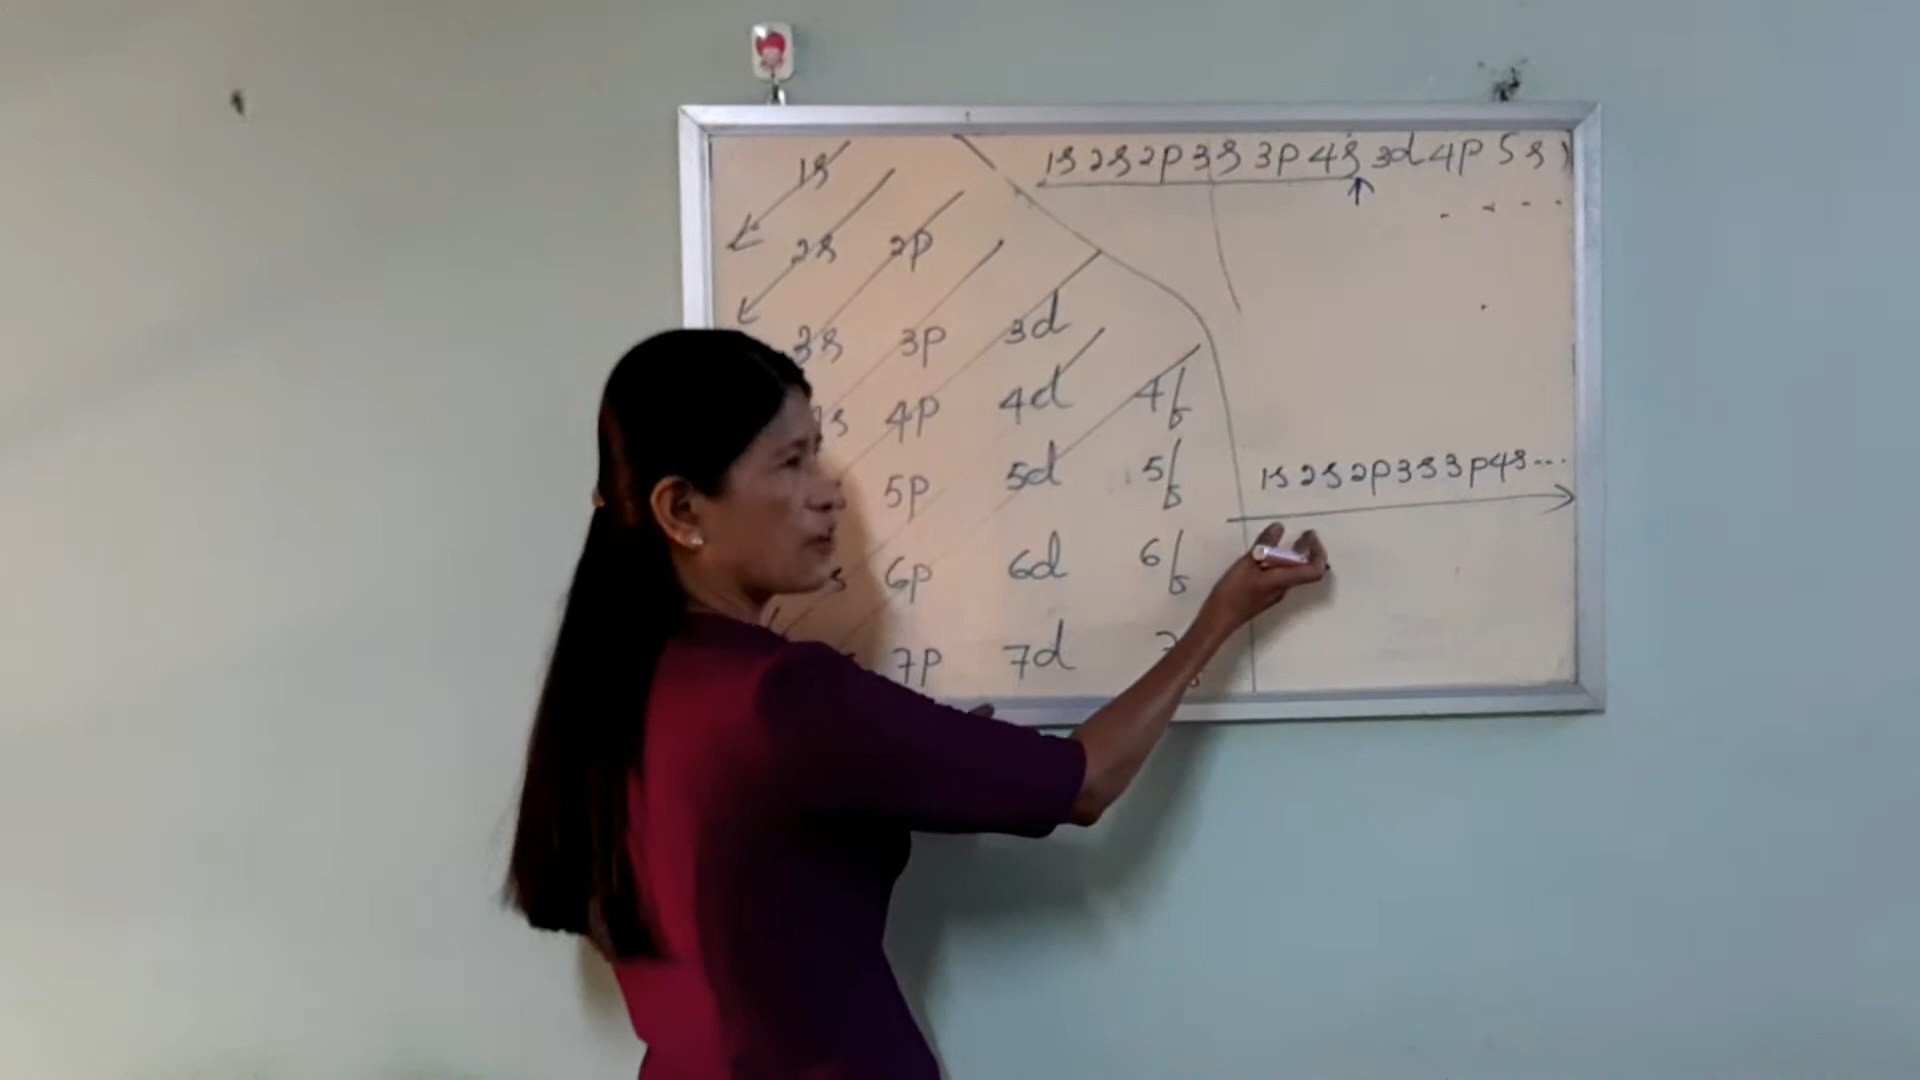 1s 2s 2p 3s 3p 4s 3d 4p 5s
. . . .
1s
2s 2p
3s 3p 3d
4p 4d 4f
5p 5d 5f
6p 6d 6f
7p 7d
1s 2s 2p 3s 3p 4s ...